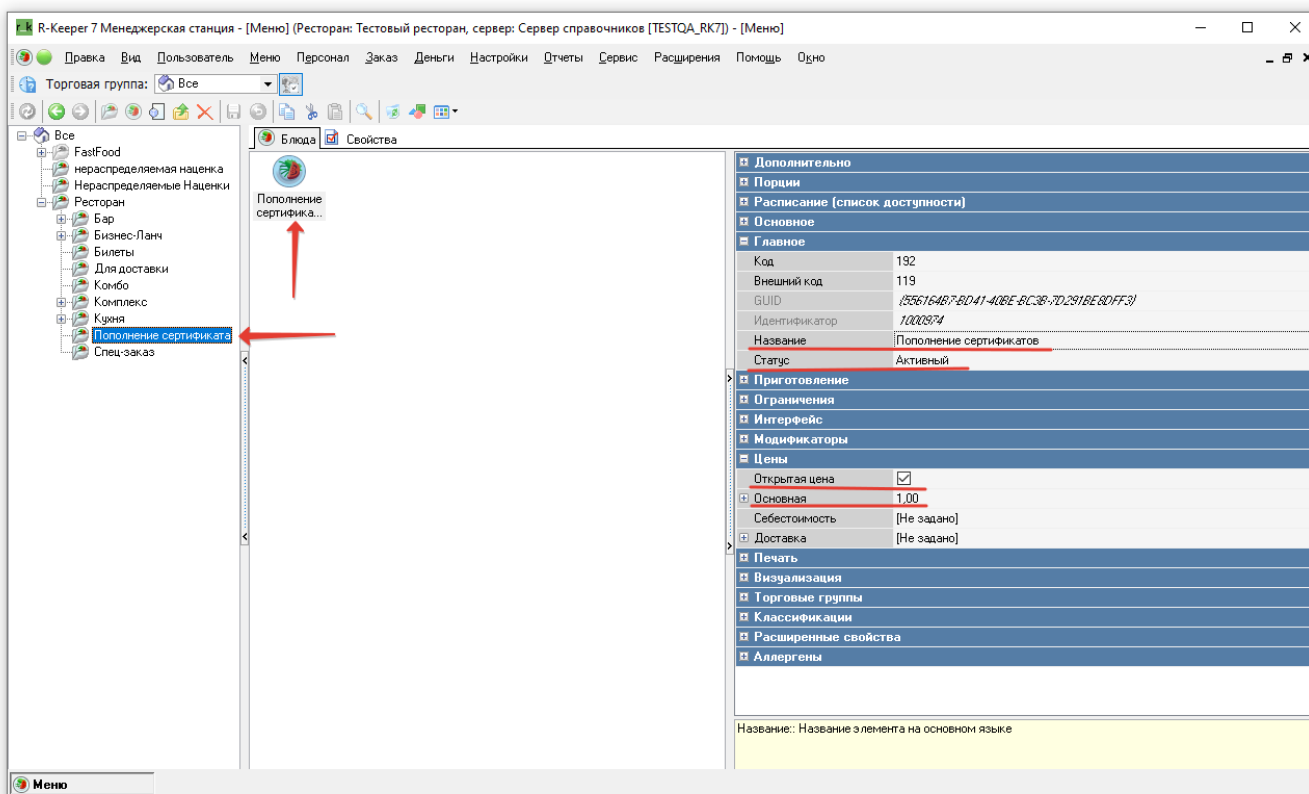 R-Keeper 7 Менеджерская станция - [Меню] (Ресторан: Тестовый ресторан, сервер: Сервер справочников [TESTQA_RK7]) - [Меню]
Правка Вид Пользователь Меню Персонал Заказ Деньги Настройки Отчеты Сервис Расширения Помощь Окно
Торговая группа: Все
Все
FastFood
нераспределяемая наценка
Нераспределяемые Наценки
Ресторан
Бар
Бизнес-Ланч
Билеты
Для доставки
Комбо
Комплекс
Кухня
Пополнение сертификата
Спец-заказ
Блюда Свойства
Пополнение
сертифика...
Дополнительно
Порции
Расписание (список доступности)
Основное
Главное
Код 192
Внешний код 119
GUID {556164B7-BD41-40BE-BC3B-7D291BE8DFF3}
Идентификатор 1000974
Название Пополнение сертификатов
Статус Активный
Приготовление
Ограничения
Интерфейс
Модификаторы
Цены
Открытая цена
Основная 1,00
Себестоимость [Не задано]
Доставка [Не задано]
Печать
Визуализация
Торговые группы
Классификации
Расширенные свойства
Аллергены
Название:: Название элемента на основном языке
Меню